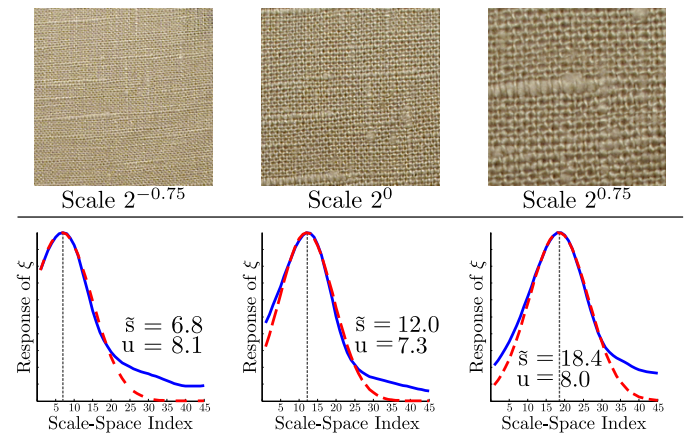 Scale 2^−0.75
Scale 2^0
Scale 2^0.75
Response of ξ
s̃ = 6.8
u = 8.1
5 10 15 20 25 30 35 40 45
Scale-Space Index
Response of ξ
s̃ = 12.0
u = 7.3
5 10 15 20 25 30 35 40 45
Scale-Space Index
Response of ξ
s̃ = 18.4
u = 8.0
5 10 15 20 25 30 35 40 45
Scale-Space Index